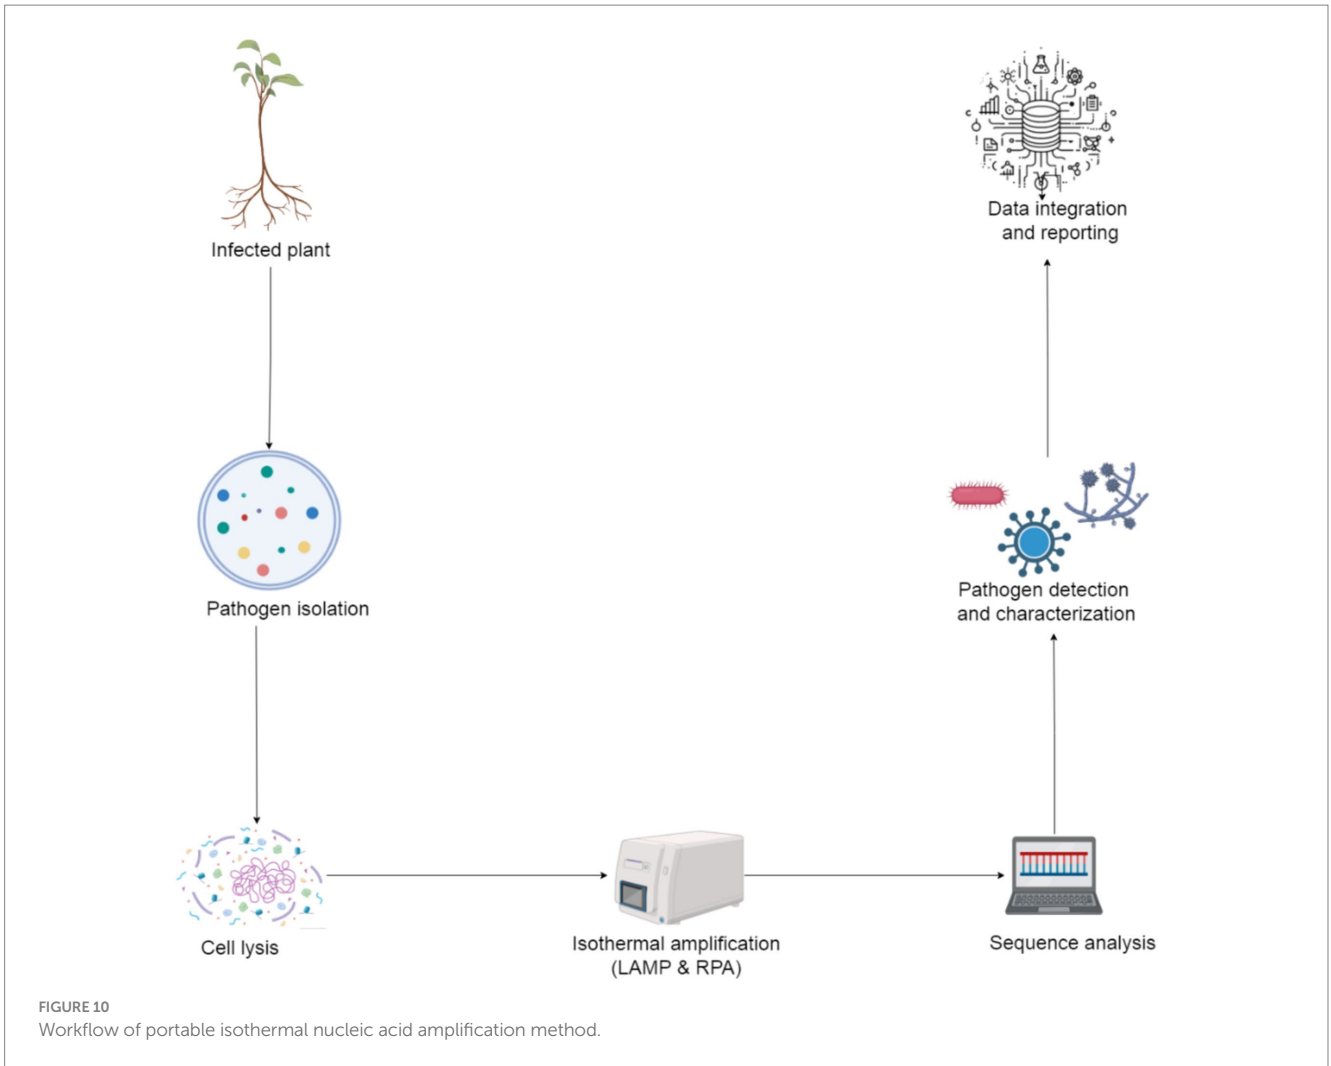 Infected plant
Pathogen isolation
Cell lysis
Isothermal amplification
(LAMP & RPA)
Sequence analysis
Pathogen detection
and characterization
Data integration
and reporting
FIGURE 10
Workflow of portable isothermal nucleic acid amplification method.